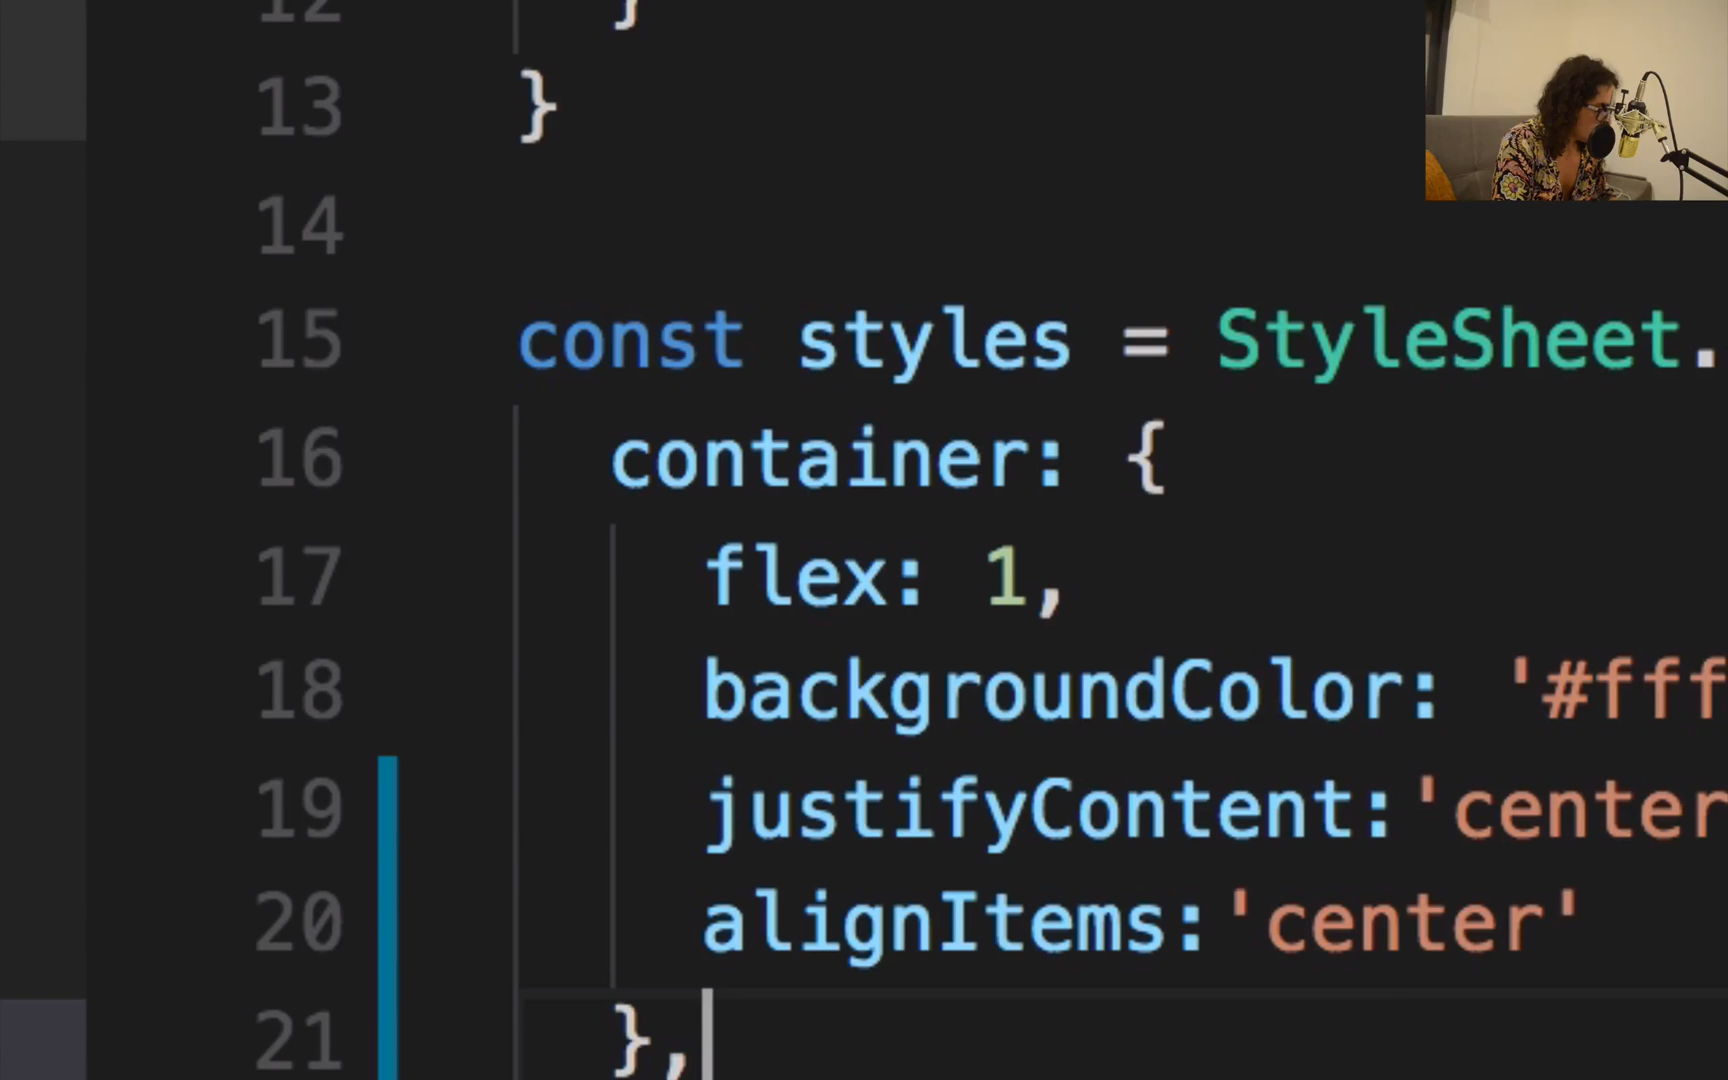 12 }
13 }
14
15 const styles = StyleSheet.
16 container: {
17 flex: 1,
18 backgroundColor: '#fff
19 justifyContent:'center
20 alignItems:'center'
21 },